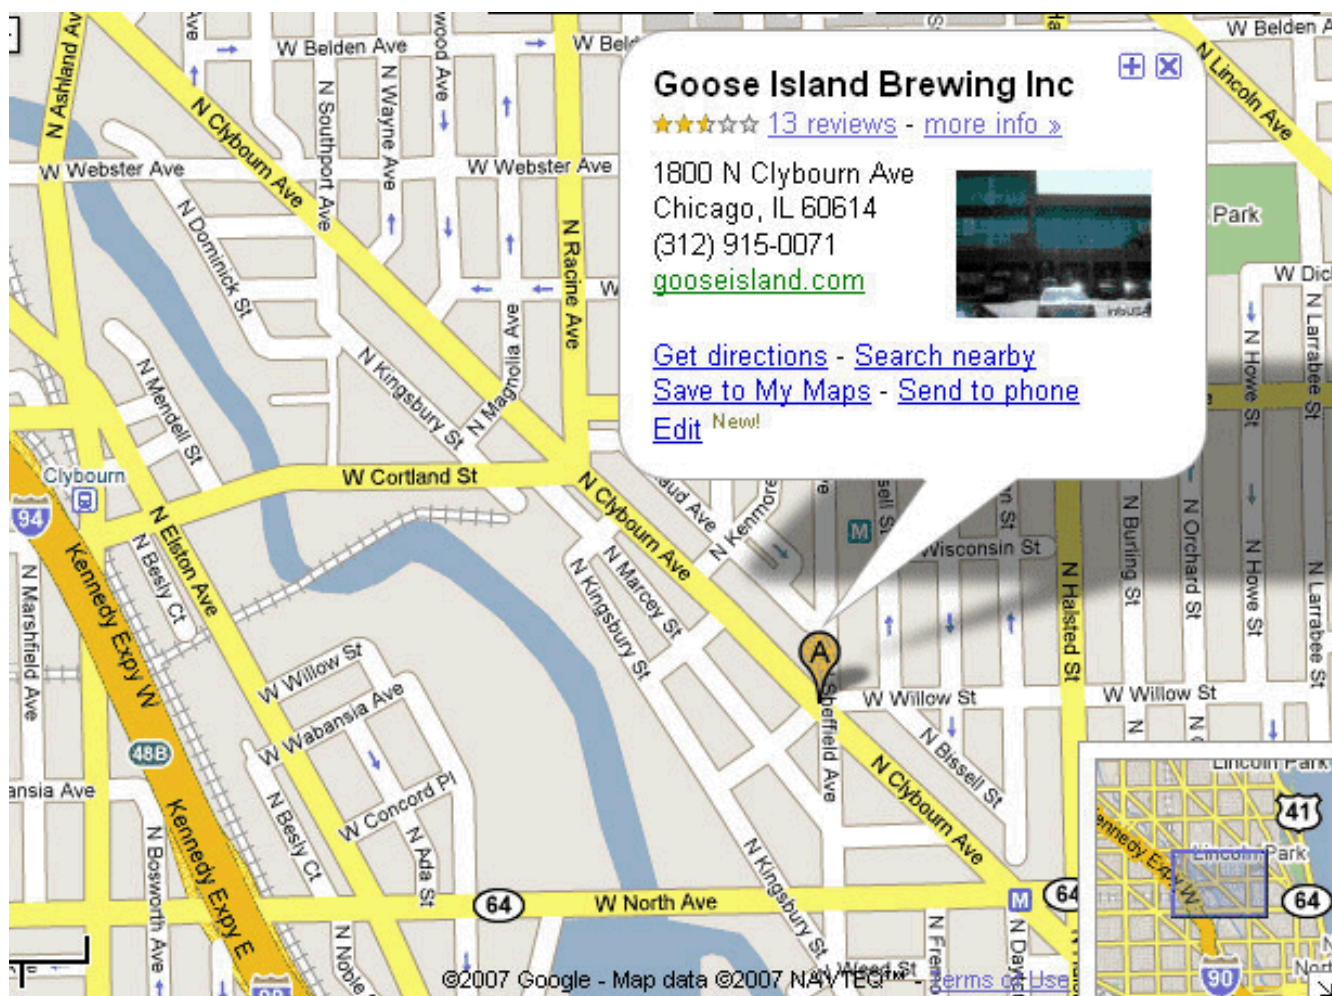 Goose Island Brewing Inc
13 reviews - more info »
1800 N Clybourn Ave
Chicago, IL 60614
(312) 915-0071
gooseisland.com
Get directions - Search nearby
Save to My Maps - Send to phone
Edit New!
W Belden Ave
W Belden A
N Ashland Av
N Clybourn Ave
N Southport Ave
N Wayne Ave
wood Ave
N Lincoln Ave
W Webster Ave
W Webster Ave
N Dominick St
N Racine Ave
Park
W Dic
N Howe St
N Larrabee St
N Magnolia Ave
N Kingsbury St
N Mendell St
Clybourn
W Cortland St
N Clybourn Ave
94
N Elston Ave
N Besly Ct
Kennedy Expy W
N Marshfield Ave
N Kenmore
M
Wisconsin St
N Burling St
N Orchard St
N Howe St
N Larrabee St
N Halsted St
N Marcey St
N Kingsbury St
A
W Willow St
W Willow St
W Willow St
N Sheffield Ave
N Bissell St
W Wabansia Ave
48B
ansia Ave
W Concord Pl
N Besly Ct
N Ada St
Kennedy Expy E
N Bosworth Ave
N Clybourn Ave
N Kingsbury St
64
W North Ave
M
64
N Noble
Lincoln Park
41
Lincoln Park
64
90
©2007 Google - Map data ©2007 NAVTEQ™ - Terms of Use